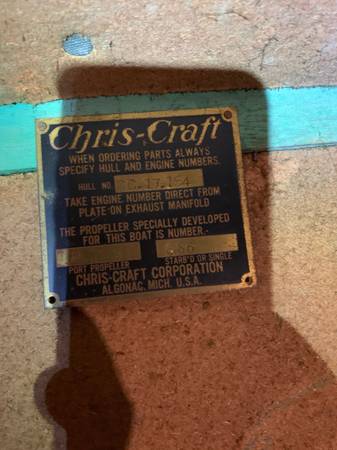 Chris-Craft
WHEN ORDERING PARTS ALWAYS
SPECIFY HULL AND ENGINE NUMBERS.
HULL NO.
TAKE ENGINE NUMBER DIRECT FROM
PLATE ON EXHAUST MANIFOLD
THE PROPELLER SPECIALLY DEVELOPED
FOR THIS BOAT IS NUMBER-
PORT PROPELLER STARB'D OR SINGLE
CHRIS-CRAFT CORPORATION
ALGONAC, MICH. U.S.A.